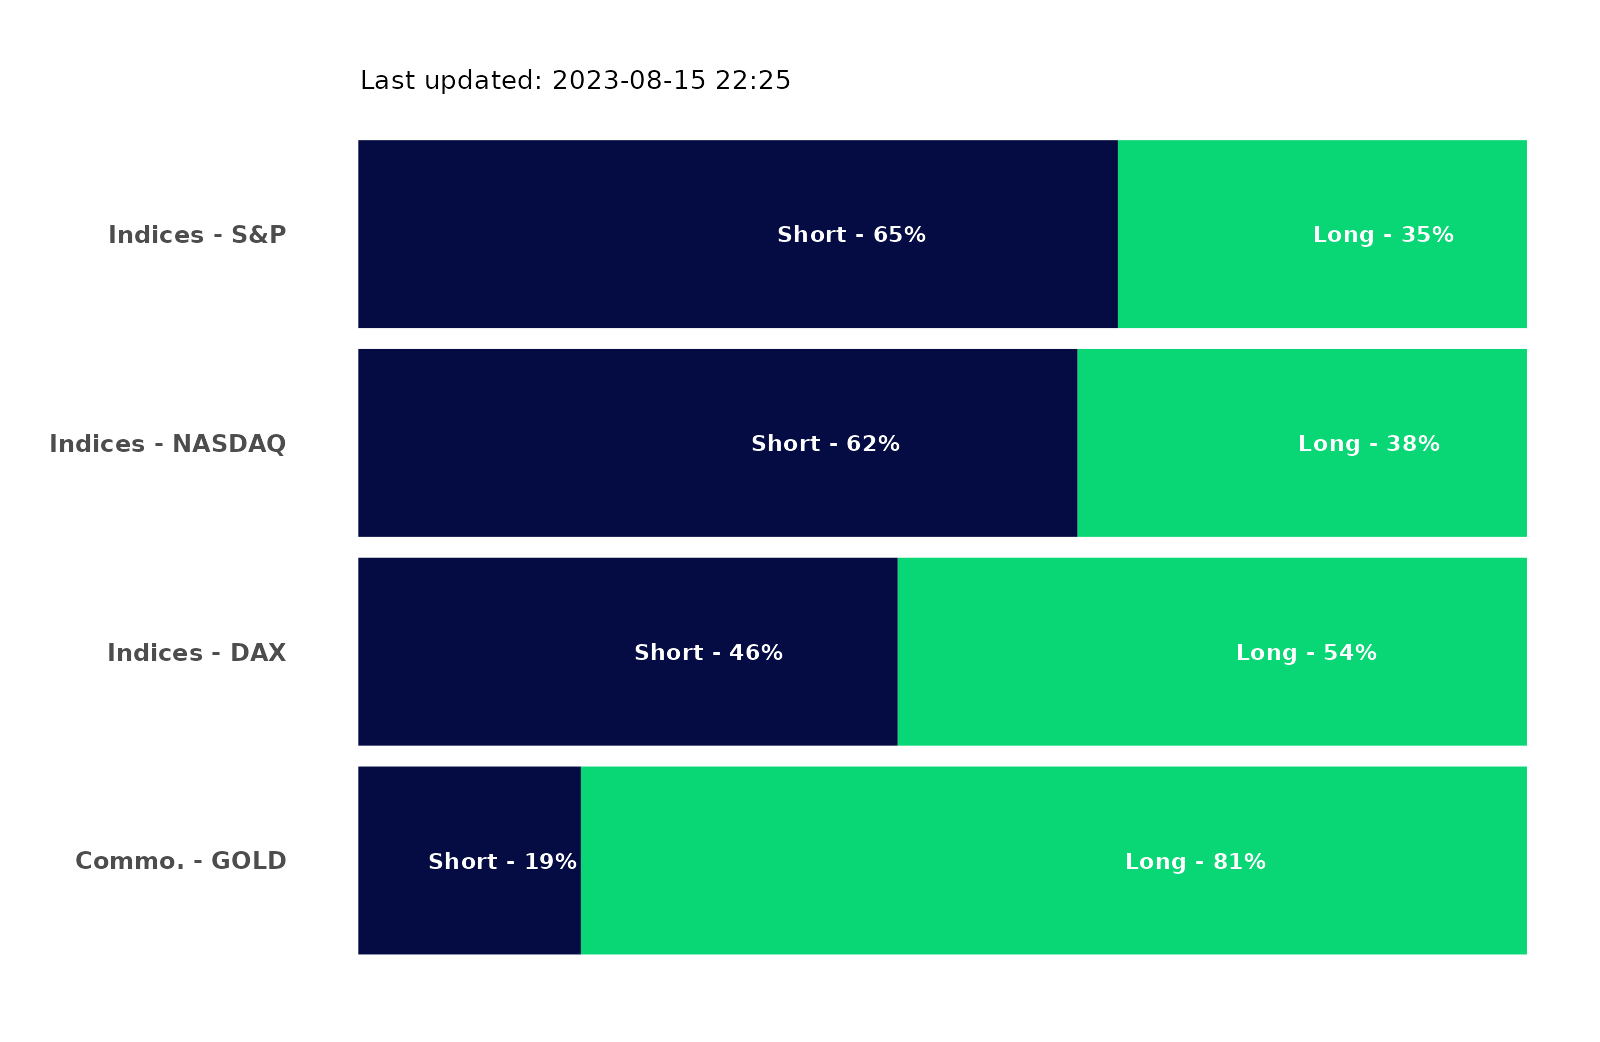 Last updated: 2023-08-15 22:25
Indices - S&P Short - 65% Long - 35%
Indices - NASDAQ Short - 62% Long - 38%
Indices - DAX Short - 46% Long - 54%
Commo. - GOLD Short - 19% Long - 81%